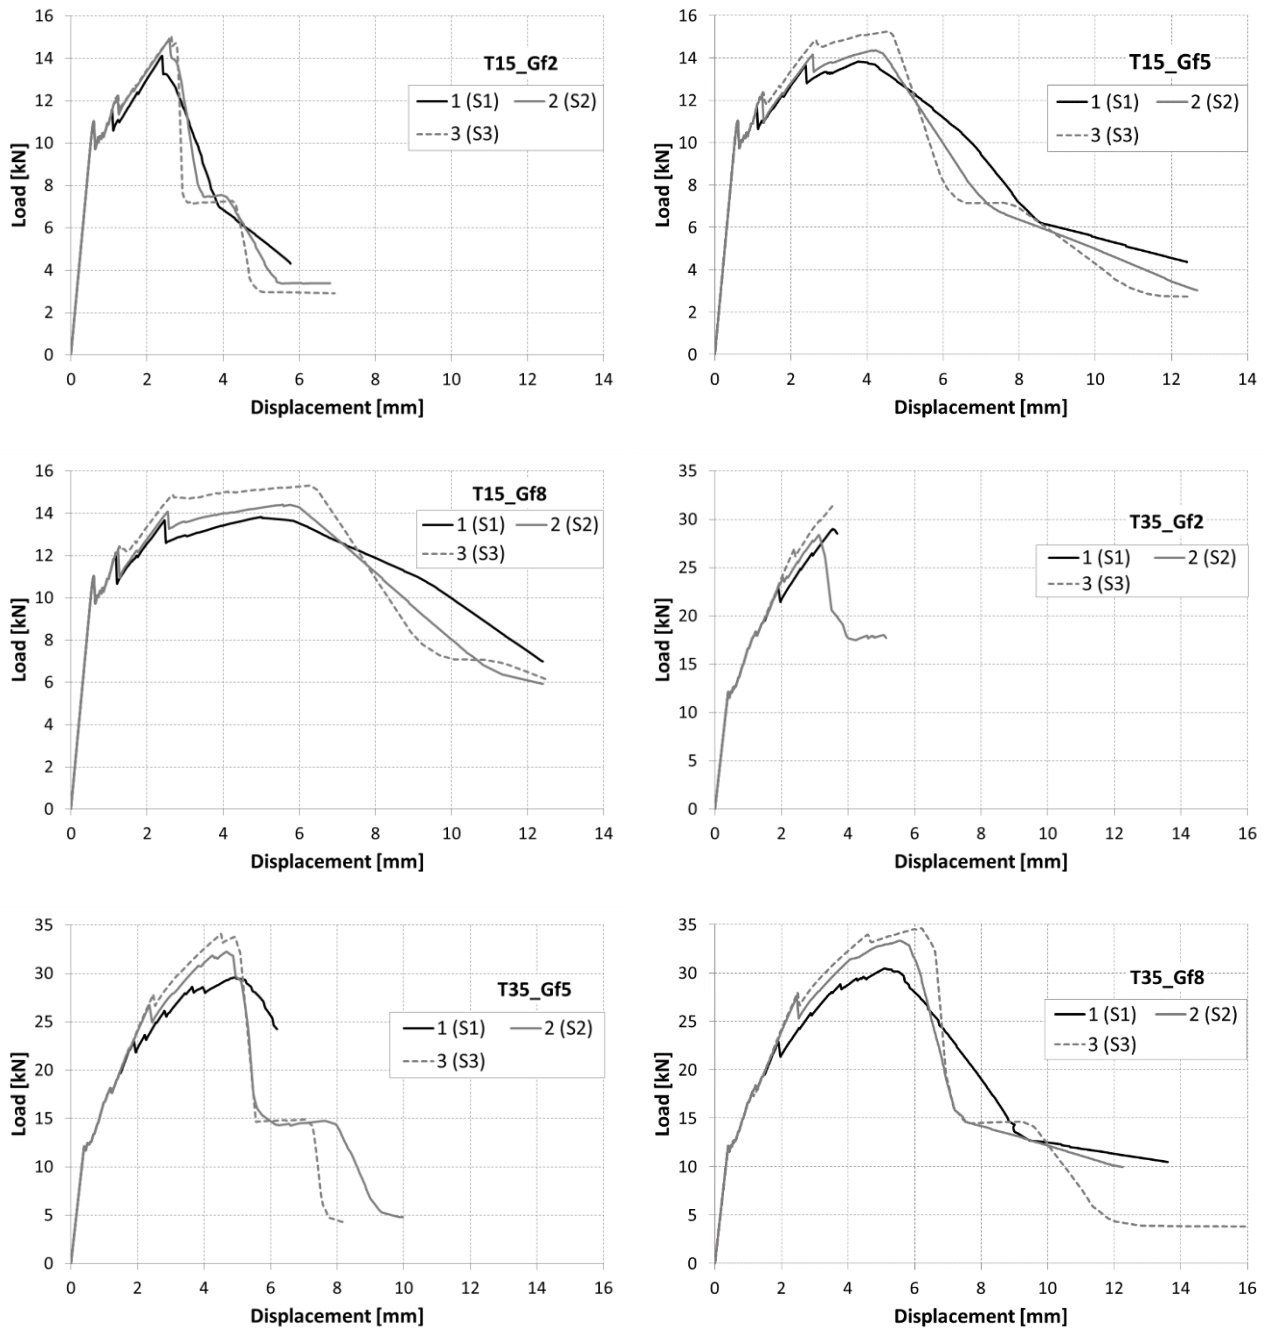 T15_Gf2
1 (S1) 2 (S2)
3 (S3)
Load [kN]
16
14
12
10
8
6
4
2
0
0 2 4 6 8 10 12 14
Displacement [mm]
T15_Gf5
1 (S1) 2 (S2)
3 (S3)
Load [kN]
16
14
12
10
8
6
4
2
0
0 2 4 6 8 10 12 14
Displacement [mm]
T15_Gf8
1 (S1) 2 (S2)
3 (S3)
Load [kN]
16
14
12
10
8
6
4
2
0
0 2 4 6 8 10 12 14
Displacement [mm]
T35_Gf2
1 (S1) 2 (S2)
3 (S3)
Load [kN]
35
30
25
20
15
10
5
0
0 2 4 6 8 10 12 14 16
Displacement [mm]
T35_Gf5
1 (S1) 2 (S2)
3 (S3)
Load [kN]
35
30
25
20
15
10
5
0
0 2 4 6 8 10 12 14 16
Displacement [mm]
T35_Gf8
1 (S1) 2 (S2)
3 (S3)
Load [kN]
35
30
25
20
15
10
5
0
0 2 4 6 8 10 12 14 16
Displacement [mm]